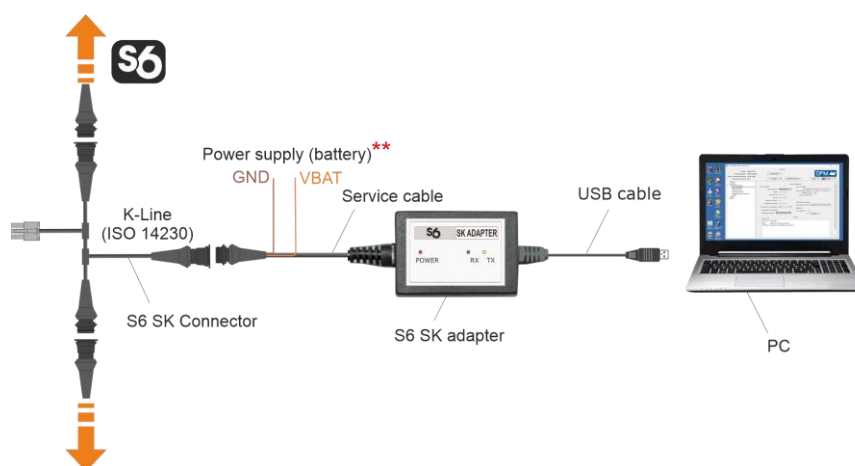 S6
Power supply (battery)**
GND
VBAT
Service cable
USB cable
K-Line
(ISO 14230)
S6 SK ADAPTER
POWER
RX
TX
S6 SK Connector
S6 SK adapter
PC